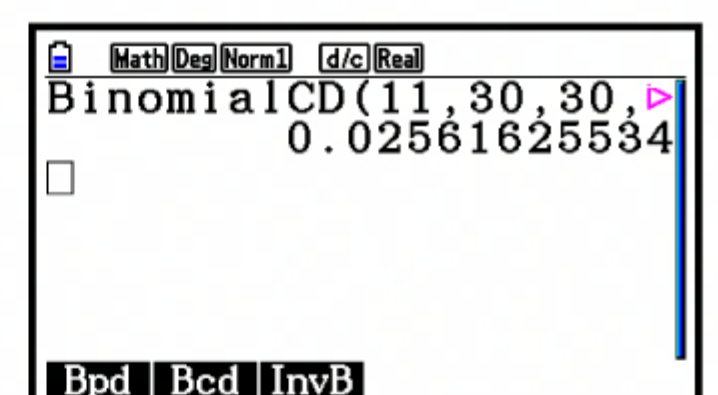 Math Deg Norm1 d/c Real
BinomialCD(11,30,30,
0.02561625534
Bpd Bcd InvB